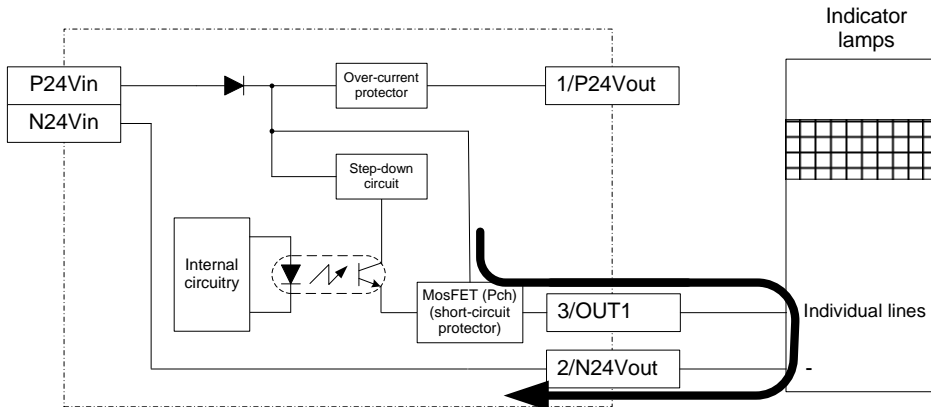 Indicator
lamps
P24Vin
N24Vin
Over-current
protector
1/P24Vout
Step-down
circuit
Internal
circuitry
MosFET (Pch)
(short-circuit
protector)
3/OUT1
Individual lines
2/N24Vout
-